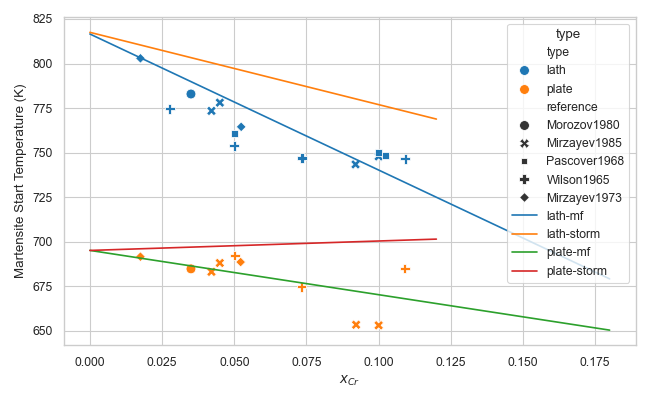 825
800
775
750
725
700
675
650
Martensite Start Temperature (K)
0.000
0.025
0.050
0.075
0.100
0.125
0.150
0.175
x_Cr
type
type
lath
plate
reference
Morozov1980
Mirzayev1985
Pascover1968
Wilson1965
Mirzayev1973
lath-mf
lath-storm
plate-mf
plate-storm